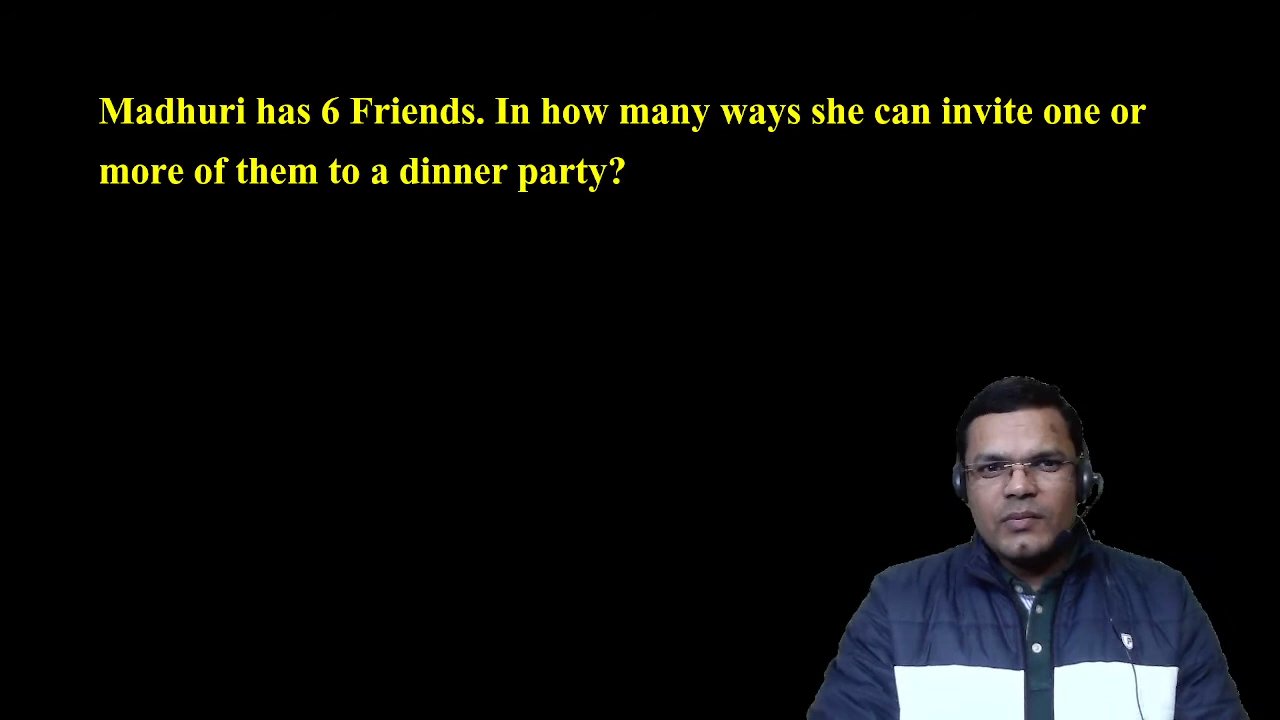 Madhuri has 6 Friends. In how many ways she can invite one or
more of them to a dinner party?